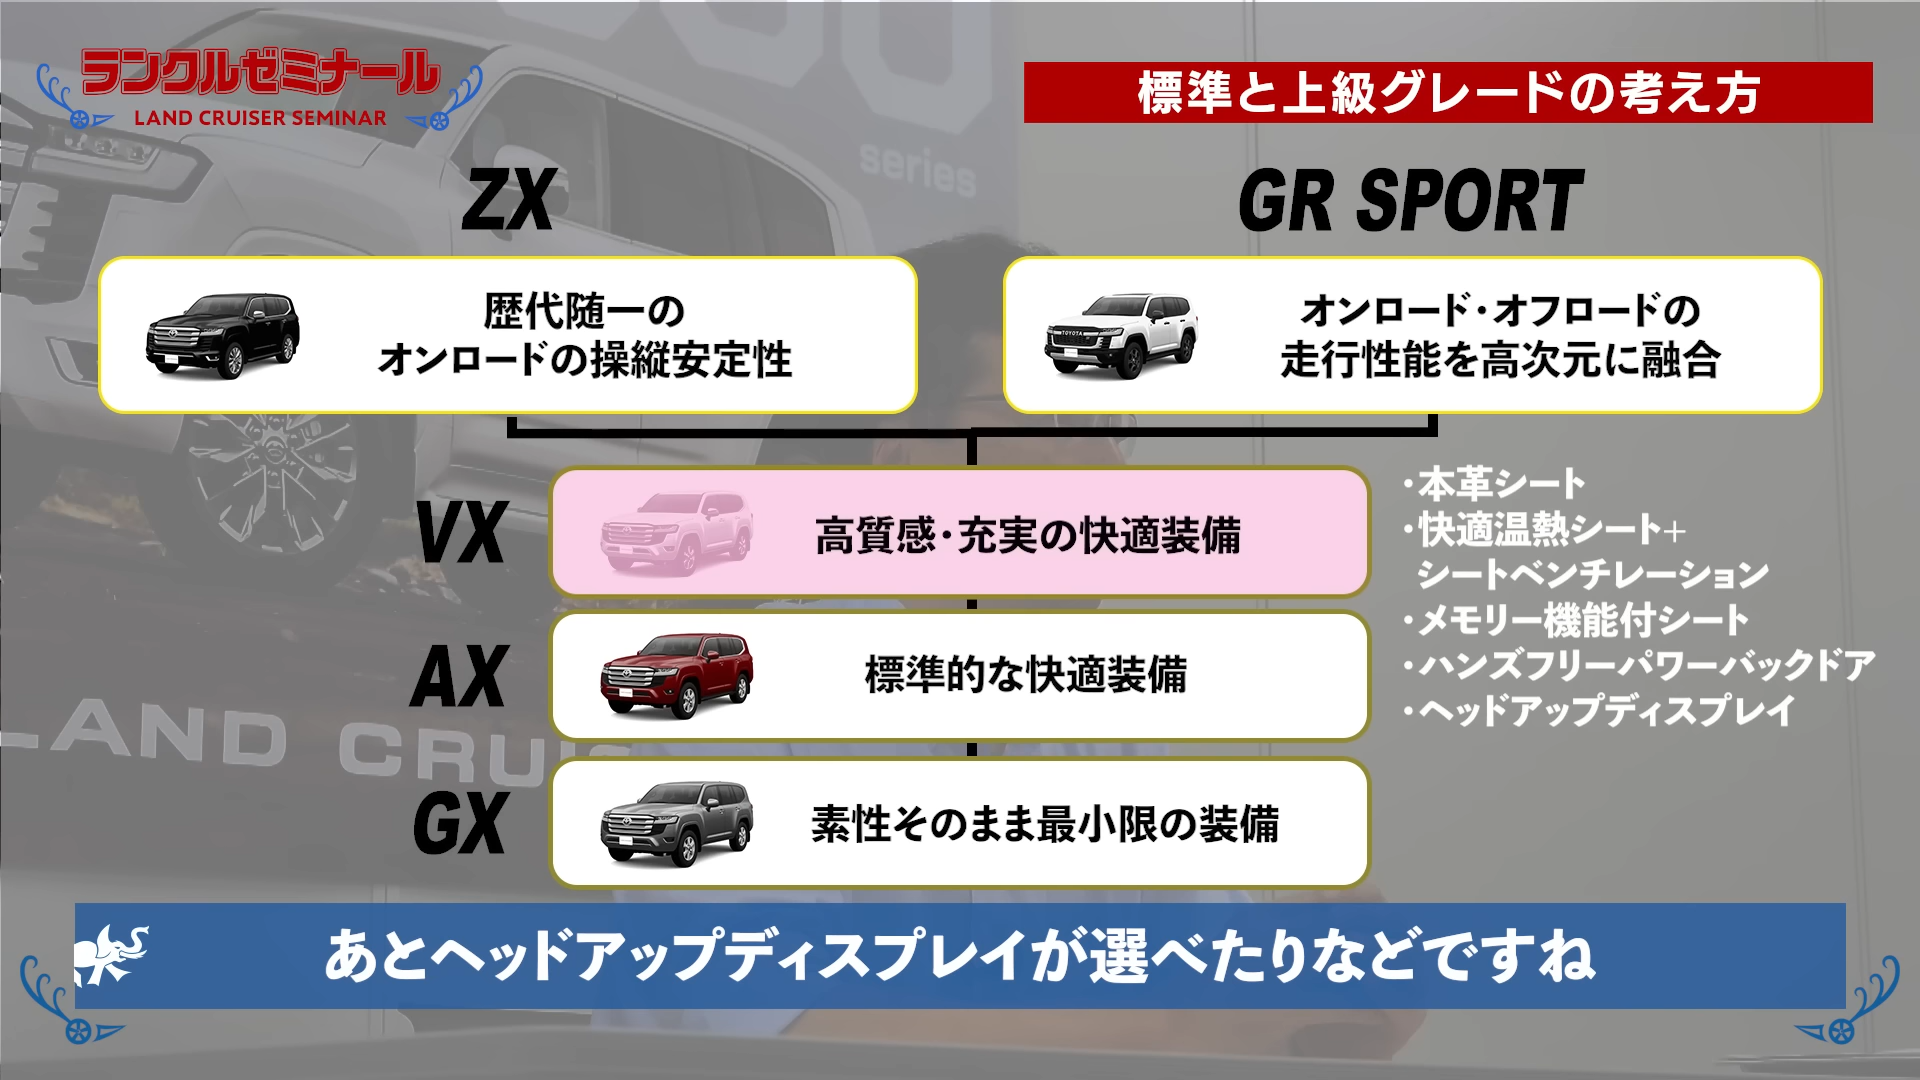 ランクルゼミナール
LAND CRUISER SEMINAR
標準と上級グレードの考え方
series
ZX
GR SPORT
歴代随一の
オンロードの操縦安定性
TOYOTA
オンロード・オフロードの
走行性能を高次元に融合
VX
高質感・充実の快適装備
・本革シート
・快適温熱シート＋
シートベンチレーション
・メモリー機能付シート
・ハンズフリーパワーバックドア
・ヘッドアップディスプレイ
AX
標準的な快適装備
LAND CRUIS
GX
素性そのまま最小限の装備
あとヘッドアップディスプレイが選べたりなどですね